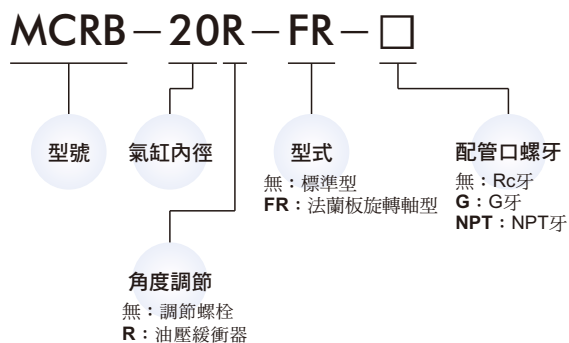 MCRB－20R－FR－□
型號
氣缸內徑
型式
無：標準型
FR：法蘭板旋轉軸型
配管口螺牙
無：Rc牙
G：G牙
NPT：NPT牙
角度調節
無：調節螺栓
R：油壓緩衝器